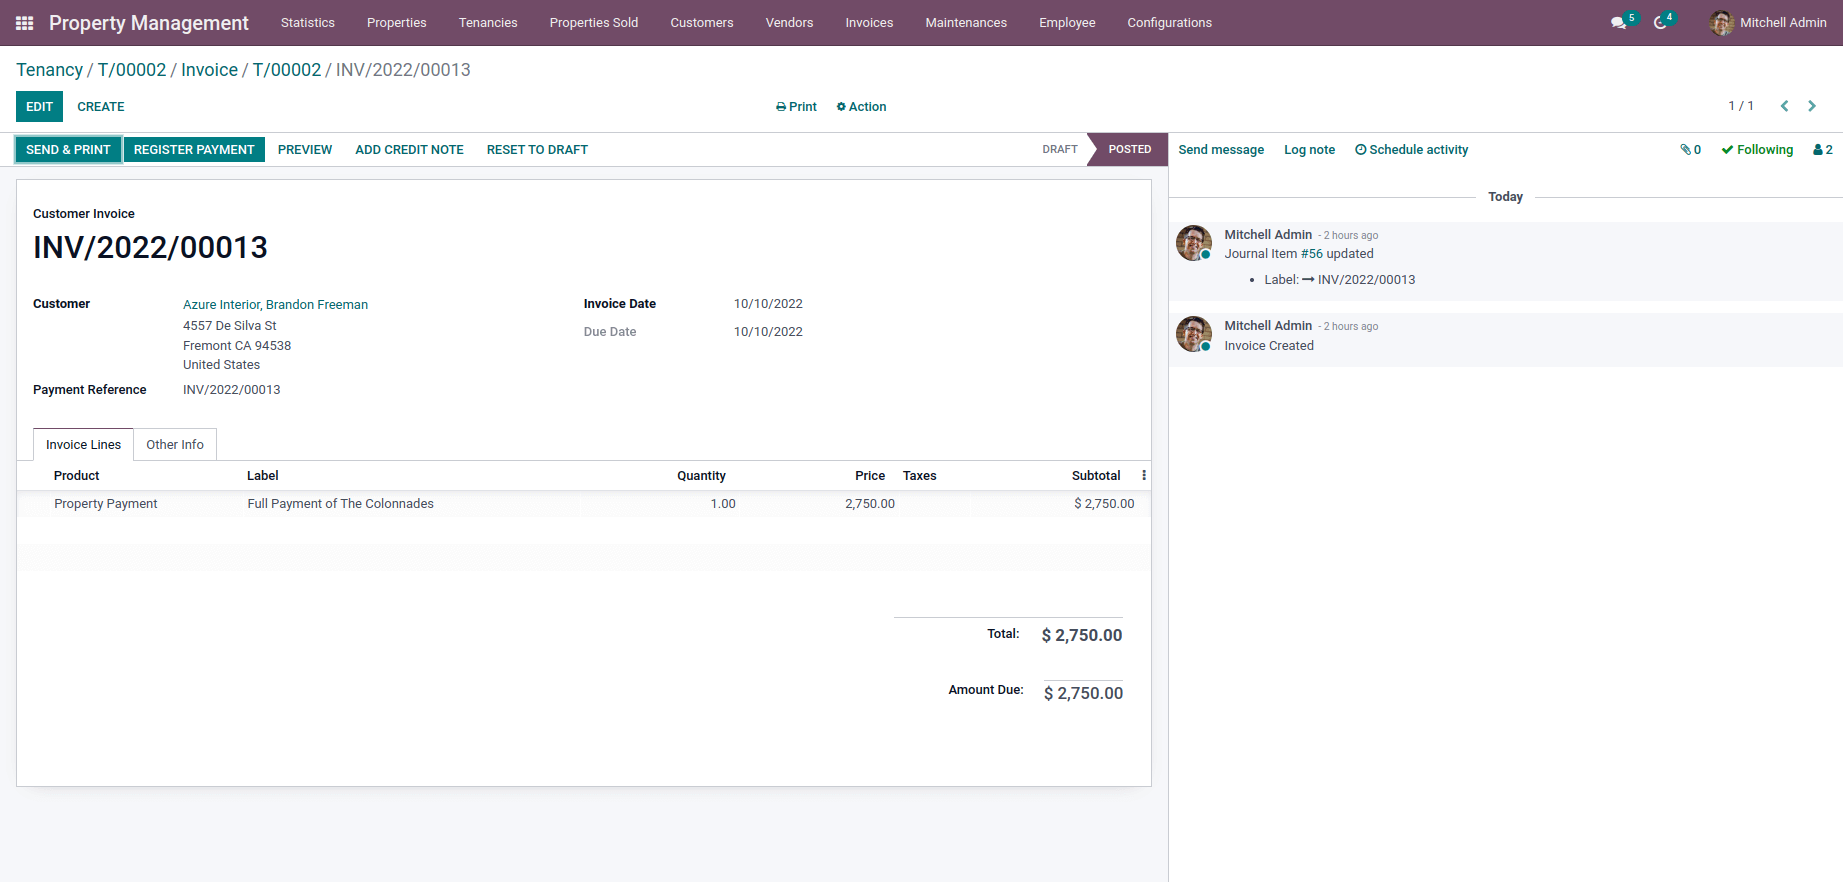 Property Management Statistics Properties Tenancies Properties Sold Customers Vendors Invoices Maintenances Employee Configurations 5 4 Mitchell Admin
Tenancy / T/00002 / Invoice / T/00002 / INV/2022/00013
EDIT CREATE Print Action 1 / 1
SEND & PRINT REGISTER PAYMENT PREVIEW ADD CREDIT NOTE RESET TO DRAFT DRAFT POSTED
Send message Log note Schedule activity 0 Following 2
Customer Invoice
INV/2022/00013
Customer Azure Interior, Brandon Freeman
4557 De Silva St
Fremont CA 94538
United States
Payment Reference INV/2022/00013
Invoice Date 10/10/2022
Due Date 10/10/2022
Invoice Lines Other Info
Product Label Quantity Price Taxes Subtotal
Property Payment Full Payment of The Colonnades 1.00 2,750.00 $ 2,750.00
Total: $ 2,750.00
Amount Due: $ 2,750.00
Today
Mitchell Admin - 2 hours ago
Journal Item #56 updated
• Label: → INV/2022/00013
Mitchell Admin - 2 hours ago
Invoice Created